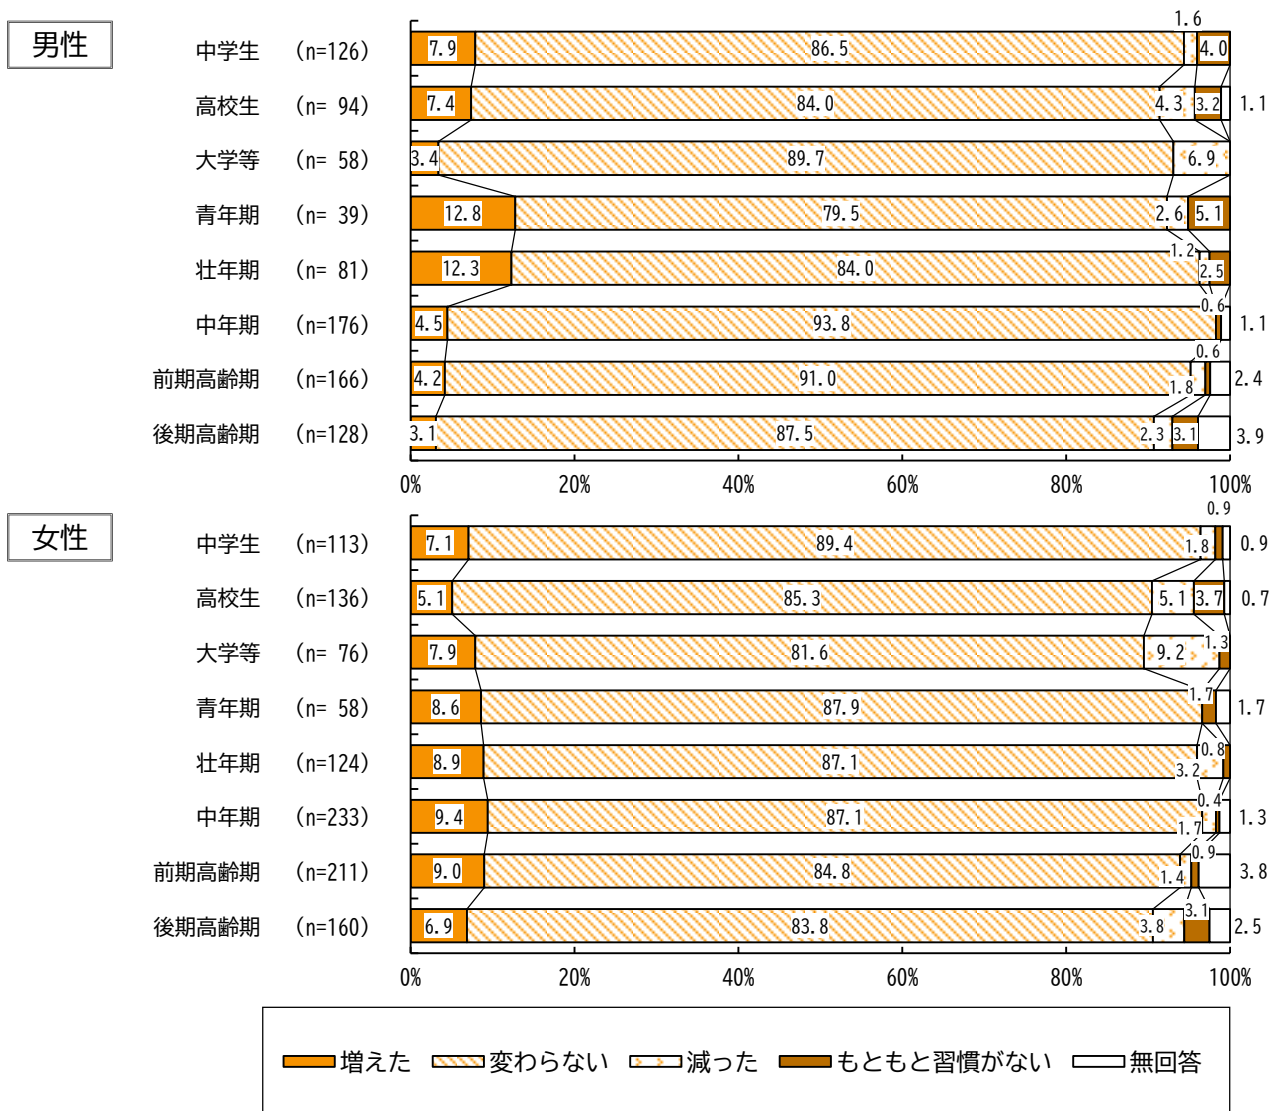 男性
1.6
中学生 (n=126) 7.9 86.5 4.0
高校生 (n= 94) 7.4 84.0 4.3 3.2 1.1
大学等 (n= 58) 3.4 89.7 6.9
青年期 (n= 39) 12.8 79.5 2.6 5.1
壮年期 (n= 81) 12.3 84.0 1.2 2.5
中年期 (n=176) 4.5 93.8 0.6 1.1
前期高齢期 (n=166) 4.2 91.0 1.8 0.6 2.4
後期高齢期 (n=128) 3.1 87.5 2.3 3.1 3.9
0% 20% 40% 60% 80% 100%
女性
中学生 (n=113) 7.1 89.4 1.8 0.9 0.9
高校生 (n=136) 5.1 85.3 5.1 3.7 0.7
大学等 (n= 76) 7.9 81.6 9.2 1.3
青年期 (n= 58) 8.6 87.9 1.7 1.7
壮年期 (n=124) 8.9 87.1 3.2 0.8
中年期 (n=233) 9.4 87.1 1.7 0.4 1.3
前期高齢期 (n=211) 9.0 84.8 1.4 0.9 3.8
後期高齢期 (n=160) 6.9 83.8 3.8 3.1 2.5
0% 20% 40% 60% 80% 100%
増えた 変わらない 減った もともと習慣がない 無回答